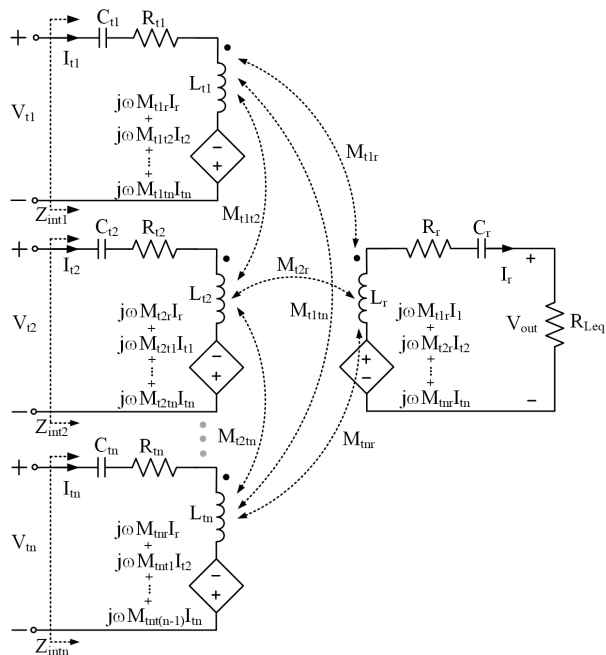 +
C_t1
R_t1
I_t1
L_t1
V_t1
jωM_t1rI_r
+
jωM_t1t2I_t2
+
+
jωM_t1tnI_tn
−
+
−
Z_int1
M_t1r
M_t1t2
+
C_t2
R_t2
I_t2
L_t2
V_t2
jωM_t2rI_r
+
jωM_t2t1I_t1
+
+
jωM_t2tnI_tn
−
+
−
Z_int2
M_t2r
M_t1tn
M_t2tn
M_tnr
R_r
C_r
I_r
+
L_r
jωM_t1rI_1
+
jωM_t2rI_t2
+
+
jωM_tnrI_tn
+
−
V_out
R_Leq
−
+
C_tn
R_tn
I_tn
L_tn
V_tn
jωM_tnrI_r
+
jωM_tnt1I_t2
+
+
jωM_tnt(n-1)I_tn
−
+
−
Z_intn